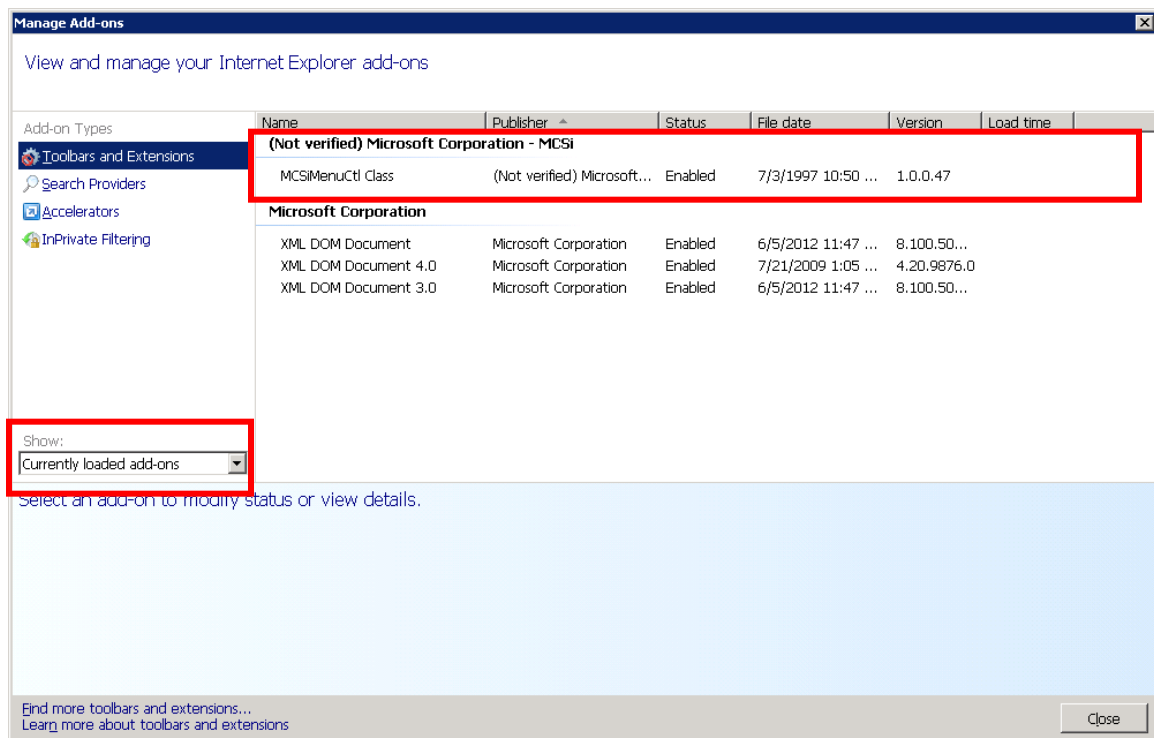 Manage Add-ons
View and manage your Internet Explorer add-ons
Add-on Types
Toolbars and Extensions
Search Providers
Accelerators
InPrivate Filtering
Show:
Currently loaded add-ons
Name Publisher Status File date Version Load time
(Not verified) Microsoft Corporation - MCSi
MCSiMenuCtl Class (Not verified) Microsoft... Enabled 7/3/1997 10:50 ... 1.0.0.47
Microsoft Corporation
XML DOM Document Microsoft Corporation Enabled 6/5/2012 11:47 ... 8.100.50...
XML DOM Document 4.0 Microsoft Corporation Enabled 7/21/2009 1:05 ... 4.20.9876.0
XML DOM Document 3.0 Microsoft Corporation Enabled 6/5/2012 11:47 ... 8.100.50...
Select an add-on to modify status or view details.
Find more toolbars and extensions...
Learn more about toolbars and extensions
Close